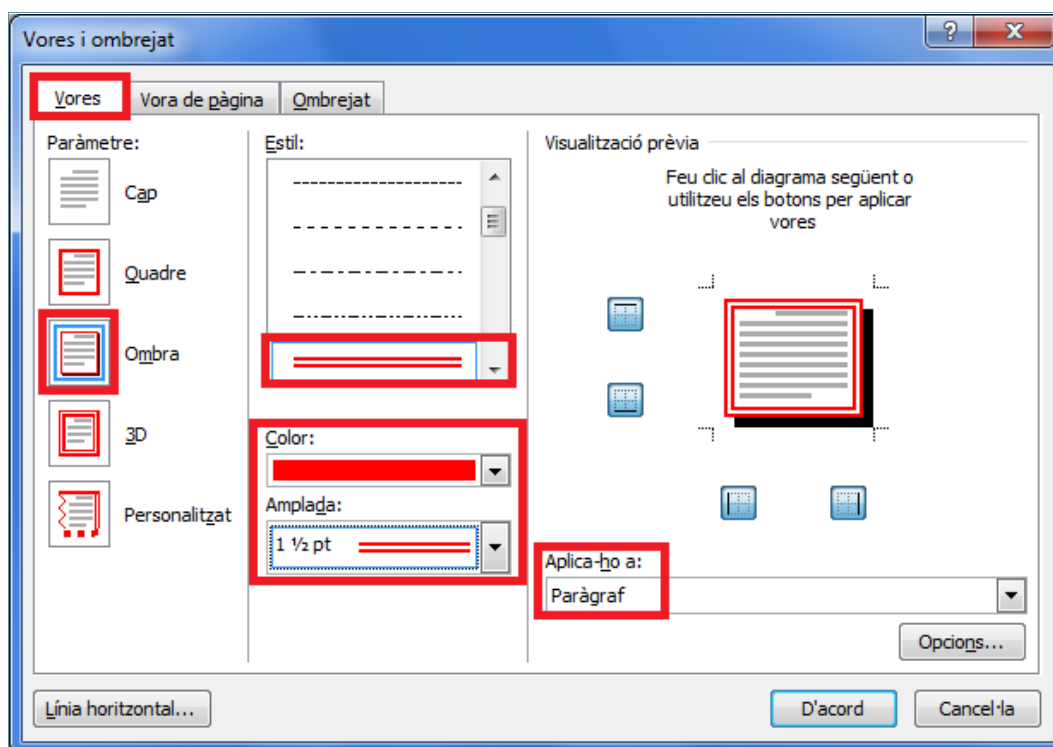 Vores i ombrejat
?
Vores
Vora de pàgina
Ombrejat
Paràmetre:
Cap
Quadre
Ombra
3D
Personalitzat
Estil:
Color:
Amplada:
1 ½ pt
Visualització prèvia
Feu clic al diagrama següent o
utilitzeu els botons per aplicar
vores
Aplica-ho a:
Paràgraf
Opcions...
Línia horitzontal...
D'acord
Cancel·la